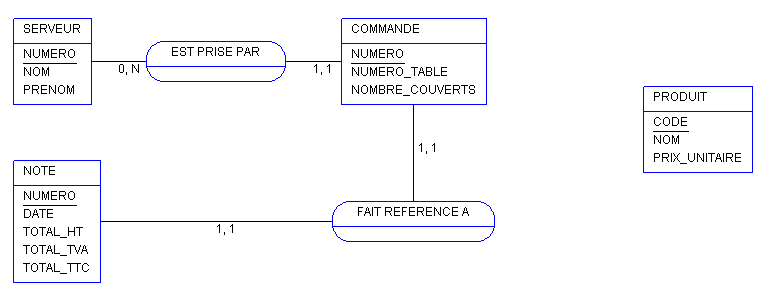 SERVEUR
NUMERO
NOM
PRENOM
0, N
EST PRISE PAR
1, 1
COMMANDE
NUMERO
NUMERO_TABLE
NOMBRE_COUVERTS
PRODUIT
CODE
NOM
PRIX_UNITAIRE
1, 1
NOTE
NUMERO
DATE
TOTAL_HT
TOTAL_TVA
TOTAL_TTC
1, 1
FAIT REFERENCE A